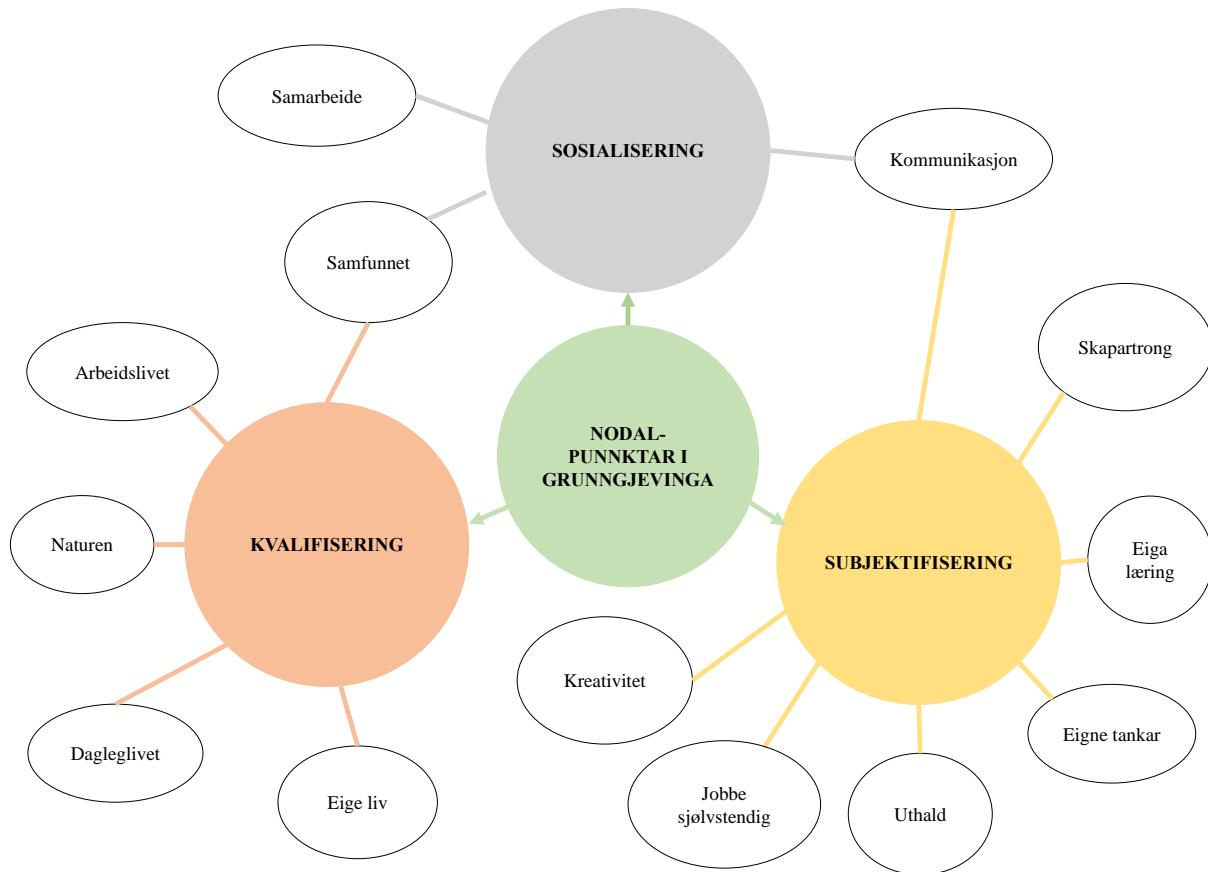 Samarbeide
SOSIALISERING
Kommunikasjon
Samfunnet
Skapartrong
Arbeidslivet
NODAL-
PUNNKTAR I
GRUNNGJEVINGA
Naturen
KVALIFISERING
SUBJEKTIFISERING
Eiga
læring
Kreativitet
Eigne tankar
Dagleglivet
Eige liv
Jobbe
sjølvstendig
Uthald